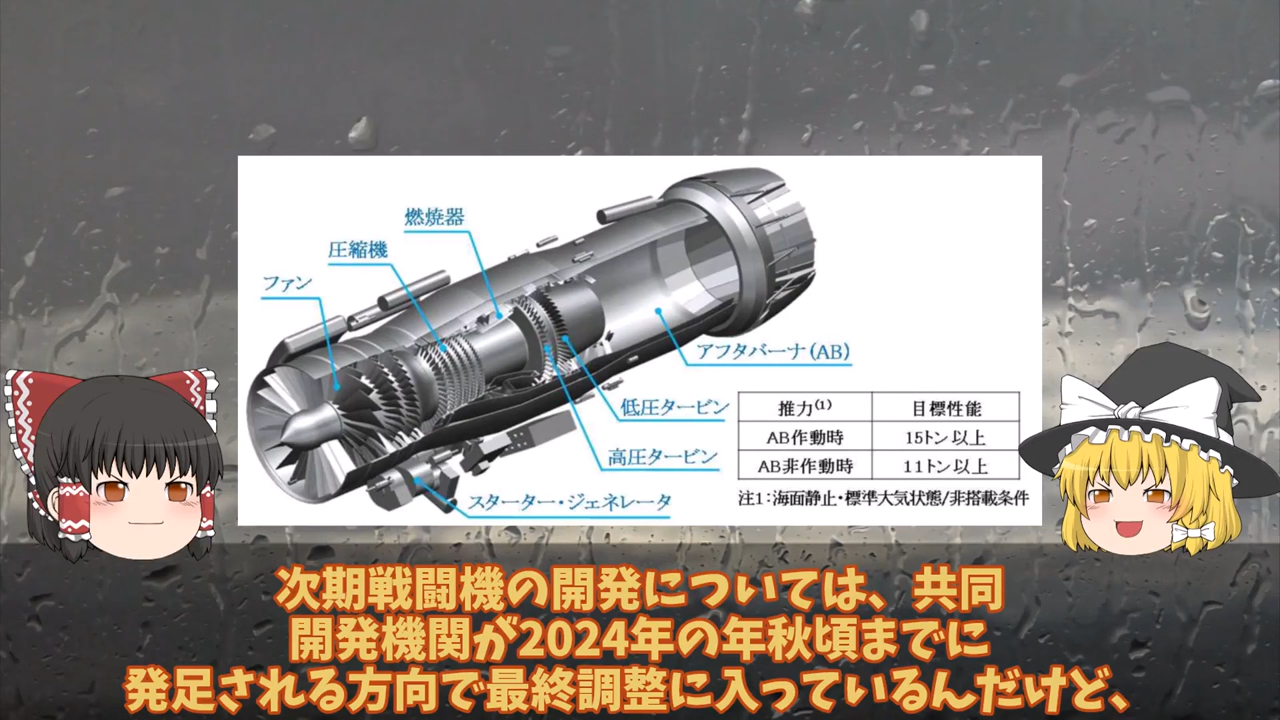 燃焼器
圧縮機
ファン
アフタバーナ(AB)
低圧タービン
高圧タービン
スターター・ジェネレータ
推力(1) 目標性能
AB作動時 15トン以上
AB非作動時 11トン以上
注1:海面静止・標準大気状態/非搭載条件
次期戦闘機の開発については、共同
開発機関が2024年の年秋頃までに
発足される方向で最終調整に入っているんだけど、